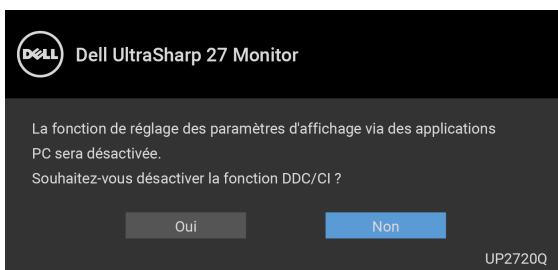 DELL
Dell UltraSharp 27 Monitor
La fonction de réglage des paramètres d'affichage via des applications
PC sera désactivée.
Souhaitez-vous désactiver la fonction DDC/CI ?
Oui
Non
UP2720Q